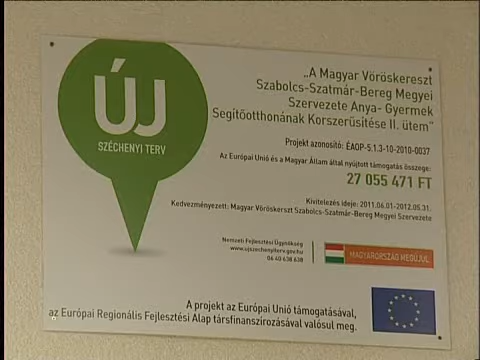 ÚJ
SZÉCHENYI TERV
„A Magyar Vöröskereszt
Szabolcs-Szatmár-Bereg Megyei
Szervezete Anya- Gyermek
Segítőotthonának Korszerűsítése II. ütem"
Projekt azonosító: ÉAOP-5.1.3-10-2010-0037
Az Európai Unió és a Magyar Állam által nyújtott támogatás összege:
27 055 471 FT
Kivitelezés ideje: 2011.06.01-2012.05.31.
Kedvezményezett: Magyar Vöröskerszt Szabolcs-Szatmár-Bereg Megyei Szervezete
Nemzeti Fejlesztési Ügynökség
www.ujszechenyiterv.gov.hu
06 40 638 638
MAGYARORSZÁG MEGÚJUL
A projekt az Európai Unió támogatásával,
az Európai Regionális Fejlesztési Alap társfinanszírozásával valósul meg.